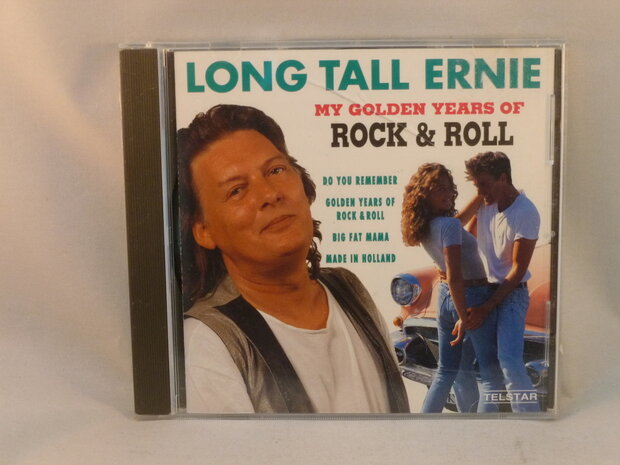 LONG TALL ERNIE
MY GOLDEN YEARS OF
ROCK & ROLL
DO YOU REMEMBER
GOLDEN YEARS OF
ROCK & ROLL
BIG FAT MAMA
MADE IN HOLLAND
TELSTAR